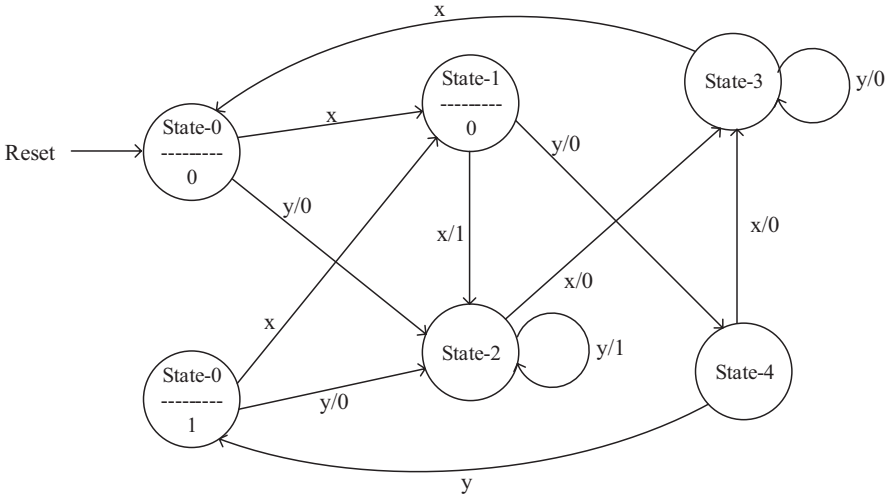 x
State-1
---------
0
State-3
y/0
State-0
---------
0
x
Reset
y/0
y/0
x/1
x/0
x/0
x
State-2
y/1
State-4
State-0
---------
1
y/0
y